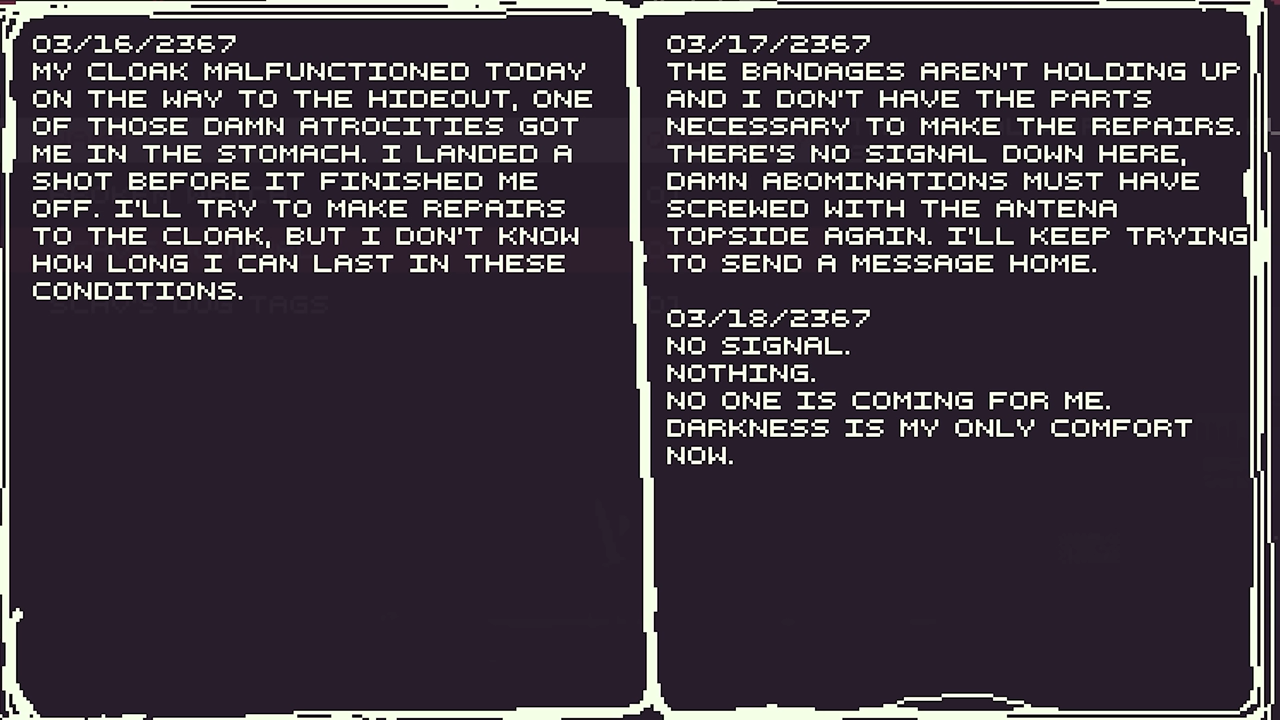 03/16/2367
MY CLOAK MALFUNCTIONED TODAY
ON THE WAY TO THE HIDEOUT, ONE
OF THOSE DAMN ATROCITIES GOT
ME IN THE STOMACH. I LANDED A
SHOT BEFORE IT FINISHED ME
OFF. I'LL TRY TO MAKE REPAIRS
TO THE CLOAK, BUT I DON'T KNOW
HOW LONG I CAN LAST IN THESE
CONDITIONS.
DOG TAGS
03/17/2367
THE BANDAGES AREN'T HOLDING UP
AND I DON'T HAVE THE PARTS
NECESSARY TO MAKE THE REPAIRS.
THERE'S NO SIGNAL DOWN HERE,
DAMN ABOMINATIONS MUST HAVE
SCREWED WITH THE ANTENA
TOPSIDE AGAIN. I'LL KEEP TRYING
TO SEND A MESSAGE HOME.
03/18/2367
NO SIGNAL.
NOTHING.
NO ONE IS COMING FOR ME.
DARKNESS IS MY ONLY COMFORT
NOW.